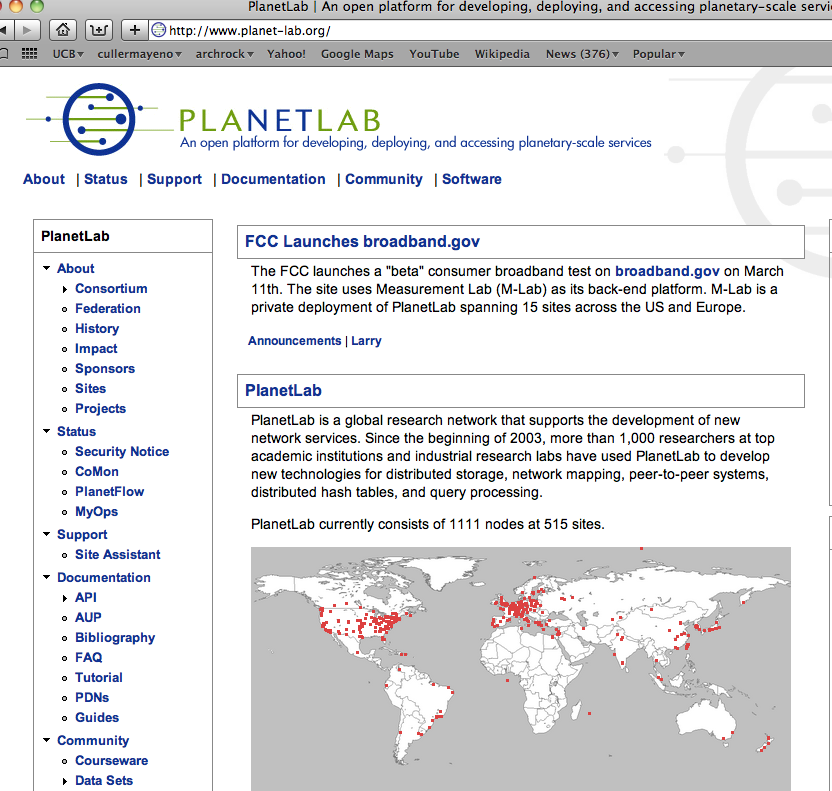 PlanetLab | An open platform for developing, deploying, and accessing planetary-scale servi
http://www.planet-lab.org/
UCB cullermayeno archrock Yahoo! Google Maps YouTube Wikipedia News (376) Popular
PLANETLAB
An open platform for developing, deploying, and accessing planetary-scale services
About | Status | Support | Documentation | Community | Software
PlanetLab
About
Consortium
Federation
History
Impact
Sponsors
Sites
Projects
Status
Security Notice
CoMon
PlanetFlow
MyOps
Support
Site Assistant
Documentation
API
AUP
Bibliography
FAQ
Tutorial
PDNs
Guides
Community
Courseware
Data Sets
FCC Launches broadband.gov
The FCC launches a "beta" consumer broadband test on broadband.gov on March
11th. The site uses Measurement Lab (M-Lab) as its back-end platform. M-Lab is a
private deployment of PlanetLab spanning 15 sites across the US and Europe.
Announcements | Larry
PlanetLab
PlanetLab is a global research network that supports the development of new
network services. Since the beginning of 2003, more than 1,000 researchers at top
academic institutions and industrial research labs have used PlanetLab to develop
new technologies for distributed storage, network mapping, peer-to-peer systems,
distributed hash tables, and query processing.
PlanetLab currently consists of 1111 nodes at 515 sites.